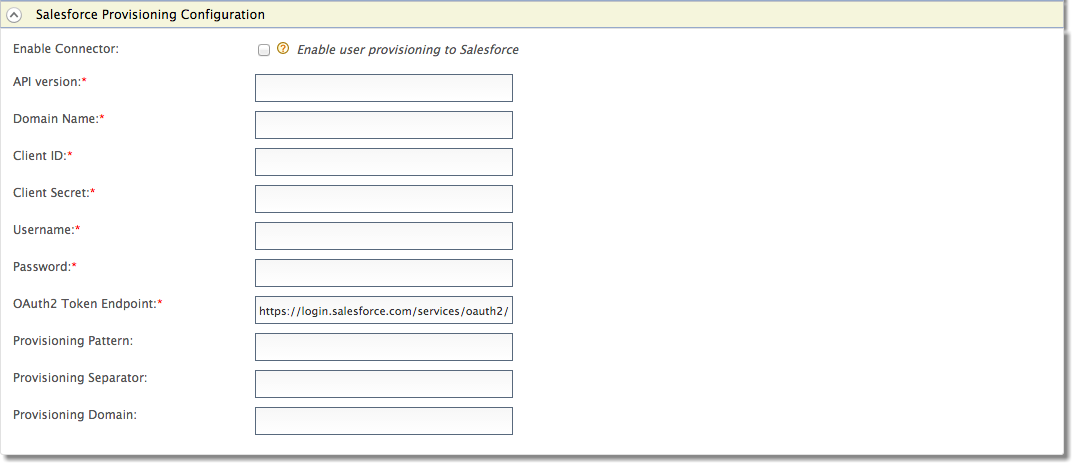 Salesforce Provisioning Configuration
Enable Connector: ? Enable user provisioning to Salesforce
API version:*
Domain Name:*
Client ID:*
Client Secret:*
Username:*
Password:*
OAuth2 Token Endpoint:* https://login.salesforce.com/services/oauth2/
Provisioning Pattern:
Provisioning Separator:
Provisioning Domain: